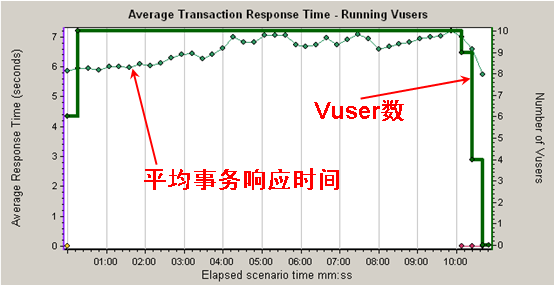 Average Transaction Response Time - Running Vusers
Average Response Time (seconds)
7
6
5
4
3
2
1
0
平均事务响应时间
Vuser数
10
9
8
7
6
5
4
3
2
1
0
Number of Vusers
01:00 02:00 03:00 04:00 05:00 06:00 07:00 08:00 09:00 10:00
Elapsed scenario time mm:ss